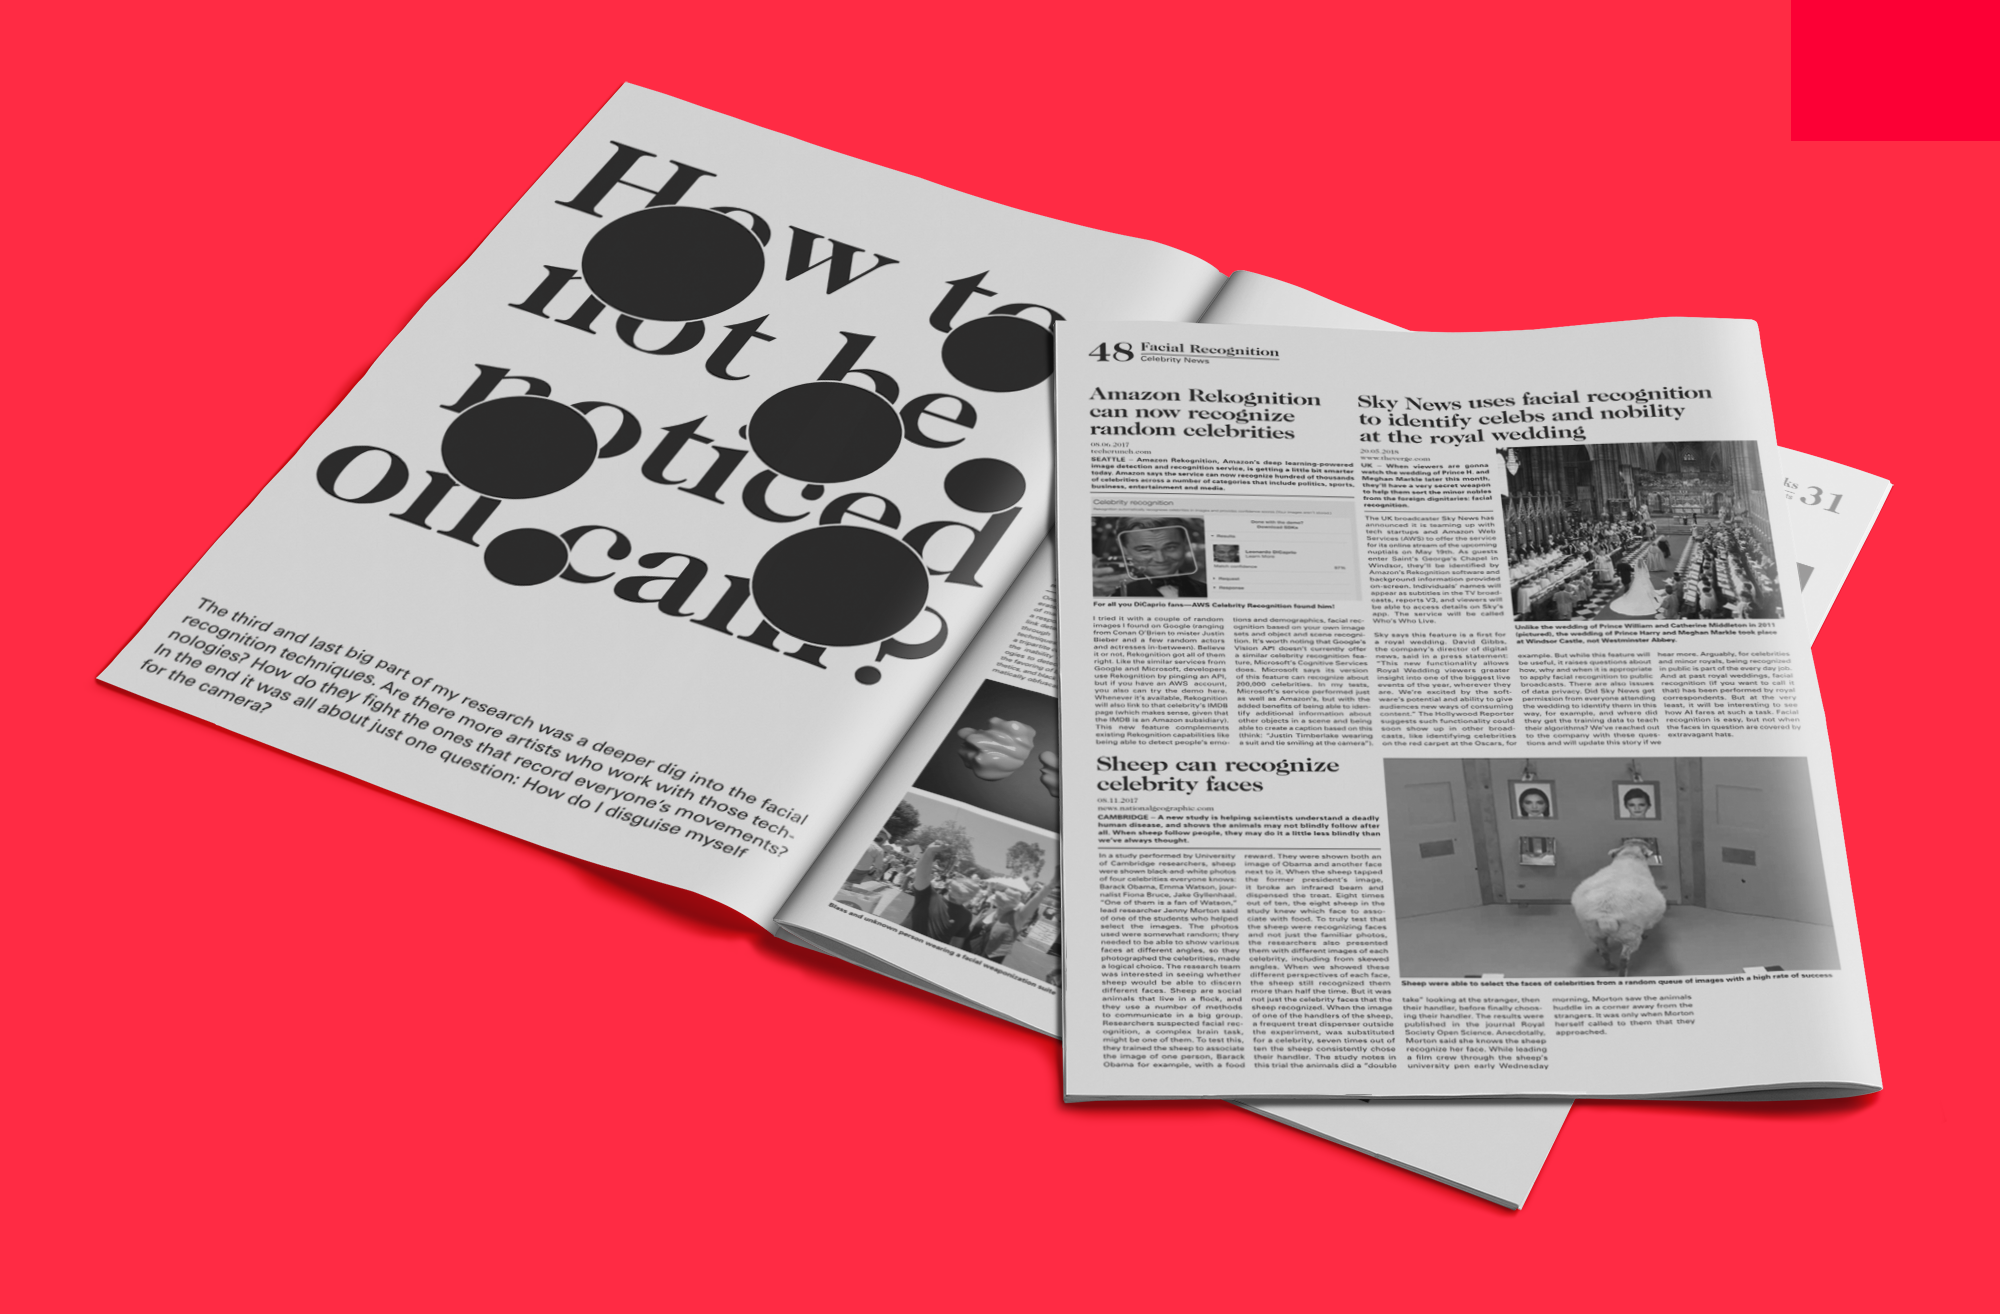 How to
not be
noticed
on cam?
The third and last big part of my research was a deeper dig into the facial
recognition techniques. Are there more artists who work with those tech-
nologies? How do they fight the ones that record everyone's movements?
In the end it was all about just one question: How do I disguise myself
for the camera?
Blass and unknown person wearing a facial weaponization suite
31
48 Facial Recognition
Celebrity News
Amazon Rekognition
can now recognize
random celebrities
08.06.2017
techcrunch.com
SEATTLE – Amazon Rekognition, Amazon's deep learning-powered
image detection and recognition service, is getting a little bit smarter
today. Amazon says the service can now recognize hundred of thousands
of celebrities across a number of categories that include politics, sports,
business, entertainment and media.
Celebrity recognition
Done with the demo?
Download SDKs
Results
Leonardo DiCaprio
Learn More
Match confidence
Request
Response
For all you DiCaprio fans—AWS Celebrity Recognition found him!
I tried it with a couple of random
images I found on Google (ranging
from Conan O'Brien to mister Justin
Bieber and a few random actors
and actresses in-between). Believe
it or not, Rekognition got all of them
right. Like the similar services from
Google and Microsoft, developers
use Rekognition by pinging an API,
but if you have an AWS account,
you also can try the demo here.
Whenever it's available, Rekognition
will also link to that celebrity's IMDB
page (which makes sense, given that
the IMDB is an Amazon subsidiary).
This new feature complements
existing Rekognition capabilities like
being able to detect people's emo-
tions and demographics, facial rec-
ognition based on your own image
sets and object and scene recogni-
tion. It's worth noting that Google's
Vision API doesn't currently offer
a similar celebrity recognition fea-
ture, Microsoft's Cognitive Services
does. Microsoft says its version
of this feature can recognize about
200,000 celebrities. In my tests,
Microsoft's service performed just
as well as Amazon's, but with the
added benefits of being able to iden-
tify additional information about
other objects in a scene and being
able to create a caption based on this
(think: "Justin Timberlake wearing
a suit and tie smiling at the camera").
Sky News uses facial recognition
to identify celebs and nobility
at the royal wedding
www.theverge.com
UK – When viewers are gonna
watch the wedding of Prince H. and
Meghan Markle later this month,
they'll have a very secret weapon
to help them sort the minor nobles
from the foreign dignitaries: facial
recognition.
The UK broadcaster Sky News has
announced it is teaming up with
tech startups and Amazon Web
Services (AWS) to offer the service
for its online stream of the upcoming
nuptials on May 19th. As guests
enter Saint's George's Chapel in
Windsor, they'll be identified by
Amazon's Rekognition software and
background information provided
on-screen. Individuals' names will
appear as subtitles in the TV broad-
casts, reports V3, and viewers will
be able to access details on Sky's
app. The service will be called
Who's Who Live.
Sky says this feature is a first for
a royal wedding. David Gibbs,
the company's director of digital
news, said in a press statement:
"This new functionality allows
Royal Wedding viewers greater
insight into one of the biggest live
events of the year, wherever they
are. We're excited by the soft-
ware's potential and ability to give
audiences new ways of consuming
content." The Hollywood Reporter
suggests such functionality could
soon show up in other broad-
casts, like identifying celebrities
on the red carpet at the Oscars, for
Unlike the wedding of Prince William and Catherine Middleton in 2011
(pictured), the wedding of Prince Harry and Meghan Markle took place
at Windsor Castle, not Westminster Abbey.
example. But while this feature will
be useful, it raises questions about
how, why and when it is appropriate
to apply facial recognition to public
broadcasts. There are also issues
of data privacy. Did Sky News get
permission from everyone attending
the wedding to identify them in this
way, for example, and where did
they get the training data to teach
their algorithms? We've reached out
to the company with these ques-
tions and will update this story if we
hear more. Arguably, for celebrities
and minor royals, being recognized
in public is part of the every day job.
And at past royal weddings, facial
recognition (if you want to call it
that) has been performed by royal
correspondents. But at the very
least, it will be interesting to see
how AI fares at such a task. Facial
recognition is easy, but not when
the faces in question are covered by
extravagant hats.
Sheep can recognize
celebrity faces
08.11.2017
news.nationalgeographic.com
CAMBRIDGE – A new study is helping scientists understand a deadly
human disease, and shows the animals may not blindly follow after
all. When sheep follow people, they may do it a little less blindly than
we've always thought.
In a study performed by University
of Cambridge researchers, sheep
were shown black-and-white photos
of four celebrities everyone knows:
Barack Obama, Emma Watson, jour-
nalist Fiona Bruce, Jake Gyllenhaal.
"One of them is a fan of Watson,"
lead researcher Jenny Morton said
of one of the students who helped
select the images. The photos
used were somewhat random; they
needed to be able to show various
faces at different angles, so they
photographed the celebrities, made
a logical choice. The research team
was interested in seeing whether
sheep would be able to discern
different faces. Sheep are social
animals that live in a flock, and
they use a number of methods
to communicate in a big group.
Researchers suspected facial rec-
ognition, a complex brain task,
might be one of them. To test this,
they trained the sheep to associate
the image of one person, Barack
Obama for example, with a food
reward. They were shown both an
image of Obama and another face
next to it. When the sheep tapped
the former president's image,
it broke an infrared beam and
dispensed the treat. Eight times
out of ten, the eight sheep in the
study knew which face to asso-
ciate with food. To truly test that
the sheep were recognizing faces
and not just the familiar photos,
the researchers also presented
them with different images of each
celebrity, including from skewed
angles. When we showed these
different perspectives of each face,
the sheep still recognized them
more than half the time. But it was
not just the celebrity faces that the
sheep recognized. When the image
of one of the handlers of the sheep,
a frequent treat dispenser outside
the experiment, was substituted
for a celebrity, seven times out of
ten the sheep consistently chose
their handler. The study notes in
this trial the animals did a "double
Sheep were able to select the faces of celebrities from a random queue of images with a high rate of success
take" looking at the stranger, then
their handler, before finally choos-
ing their handler. The results were
published in the journal Royal
Society Open Science. Anecdotally,
Morton said she knows the sheep
recognize her face. While leading
a film crew through the sheep's
university pen early Wednesday
morning, Morton saw the animals
huddle in a corner away from the
strangers. It was only when Morton
herself called to them that they
approached.